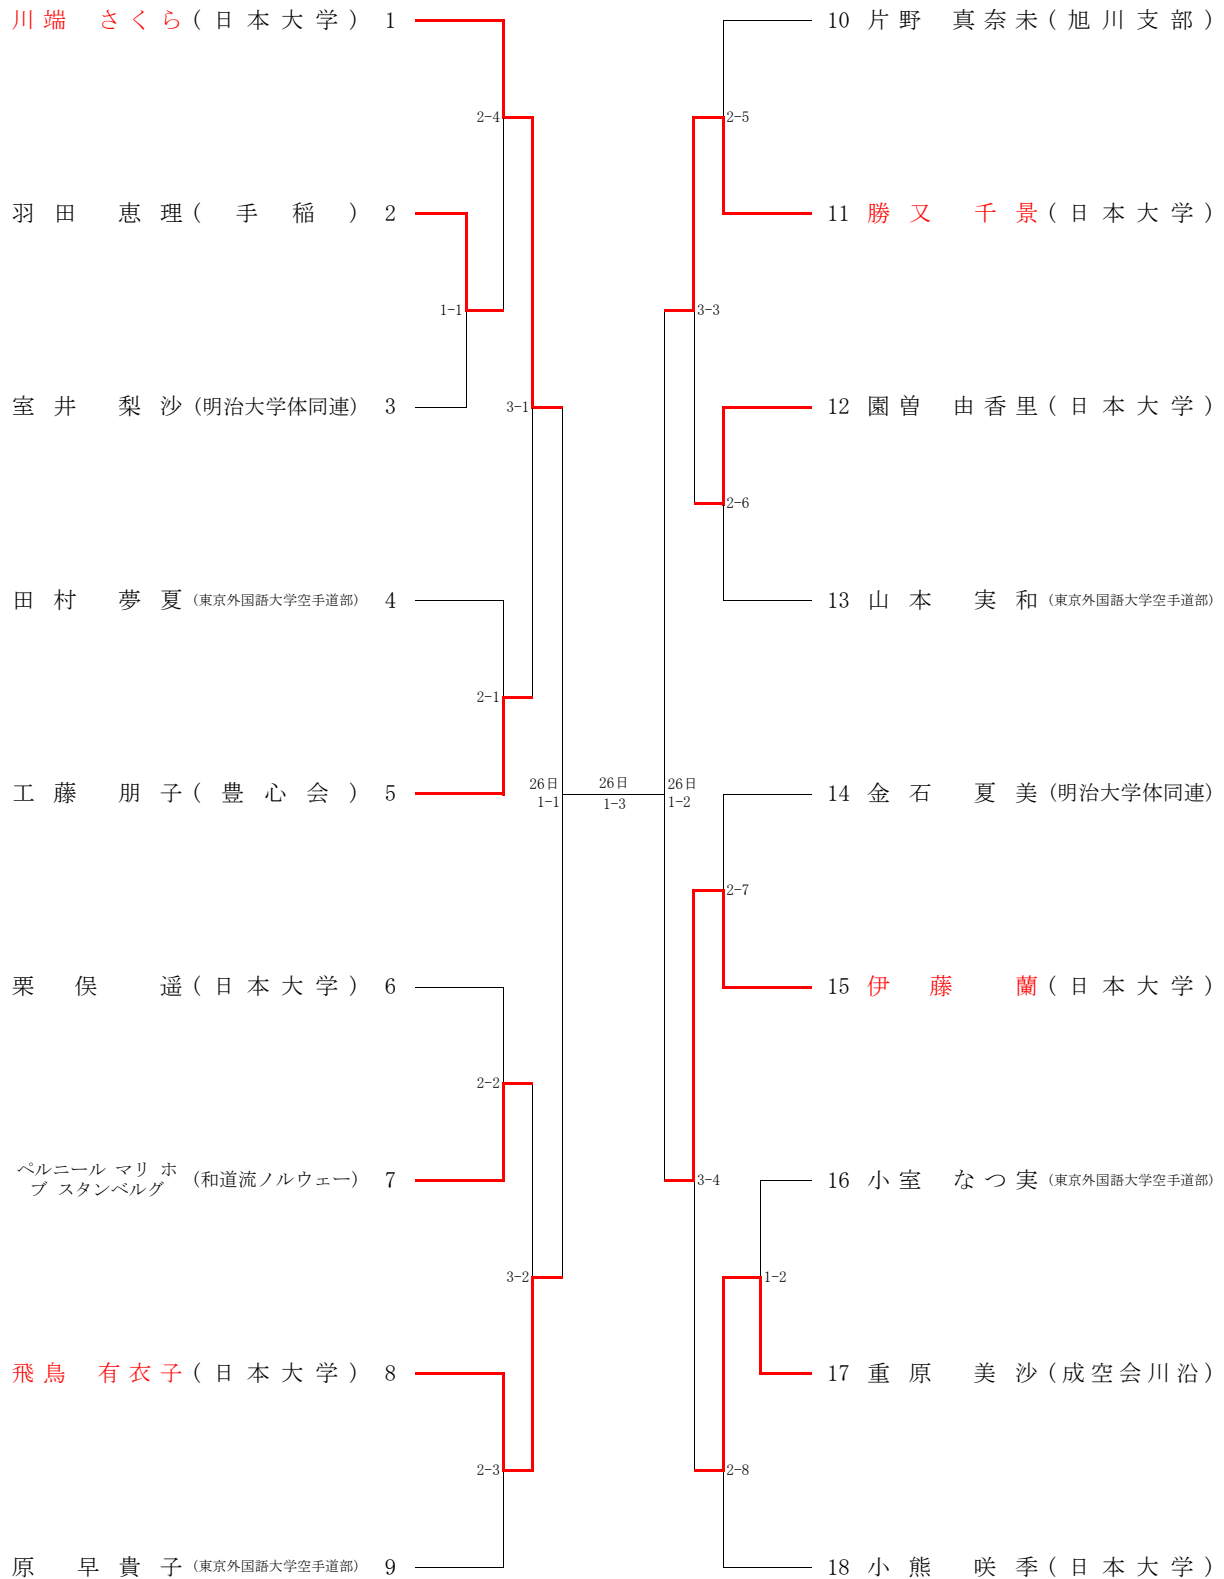 川端 さくら(日本大学) 1
2-4
羽田 恵理(手稲) 2
1-1
室井 梨沙(明治大学体同連) 3
3-1
田村 夢夏(東京外国語大学空手道部) 4
2-1
工藤 朋子(豊心会) 5
26日
1-1
26日
1-3
26日
1-2
栗俣 遥(日本大学) 6
2-2
ペルニール マリ ホ
ブ スタンベルグ
(和道流ノルウェー) 7
3-2
飛鳥 有衣子(日本大学) 8
2-3
原 早貴子(東京外国語大学空手道部) 9
10 片野 真奈未(旭川支部)
2-5
11 勝又 千景(日本大学)
3-3
12 園曽 由香里(日本大学)
2-6
13 山本 実和(東京外国語大学空手道部)
14 金石 夏美(明治大学体同連)
2-7
15 伊藤 蘭(日本大学)
16 小室 なつ実(東京外国語大学空手道部)
3-4
1-2
17 重原 美沙(成空会川沿)
2-8
18 小熊 咲季(日本大学)